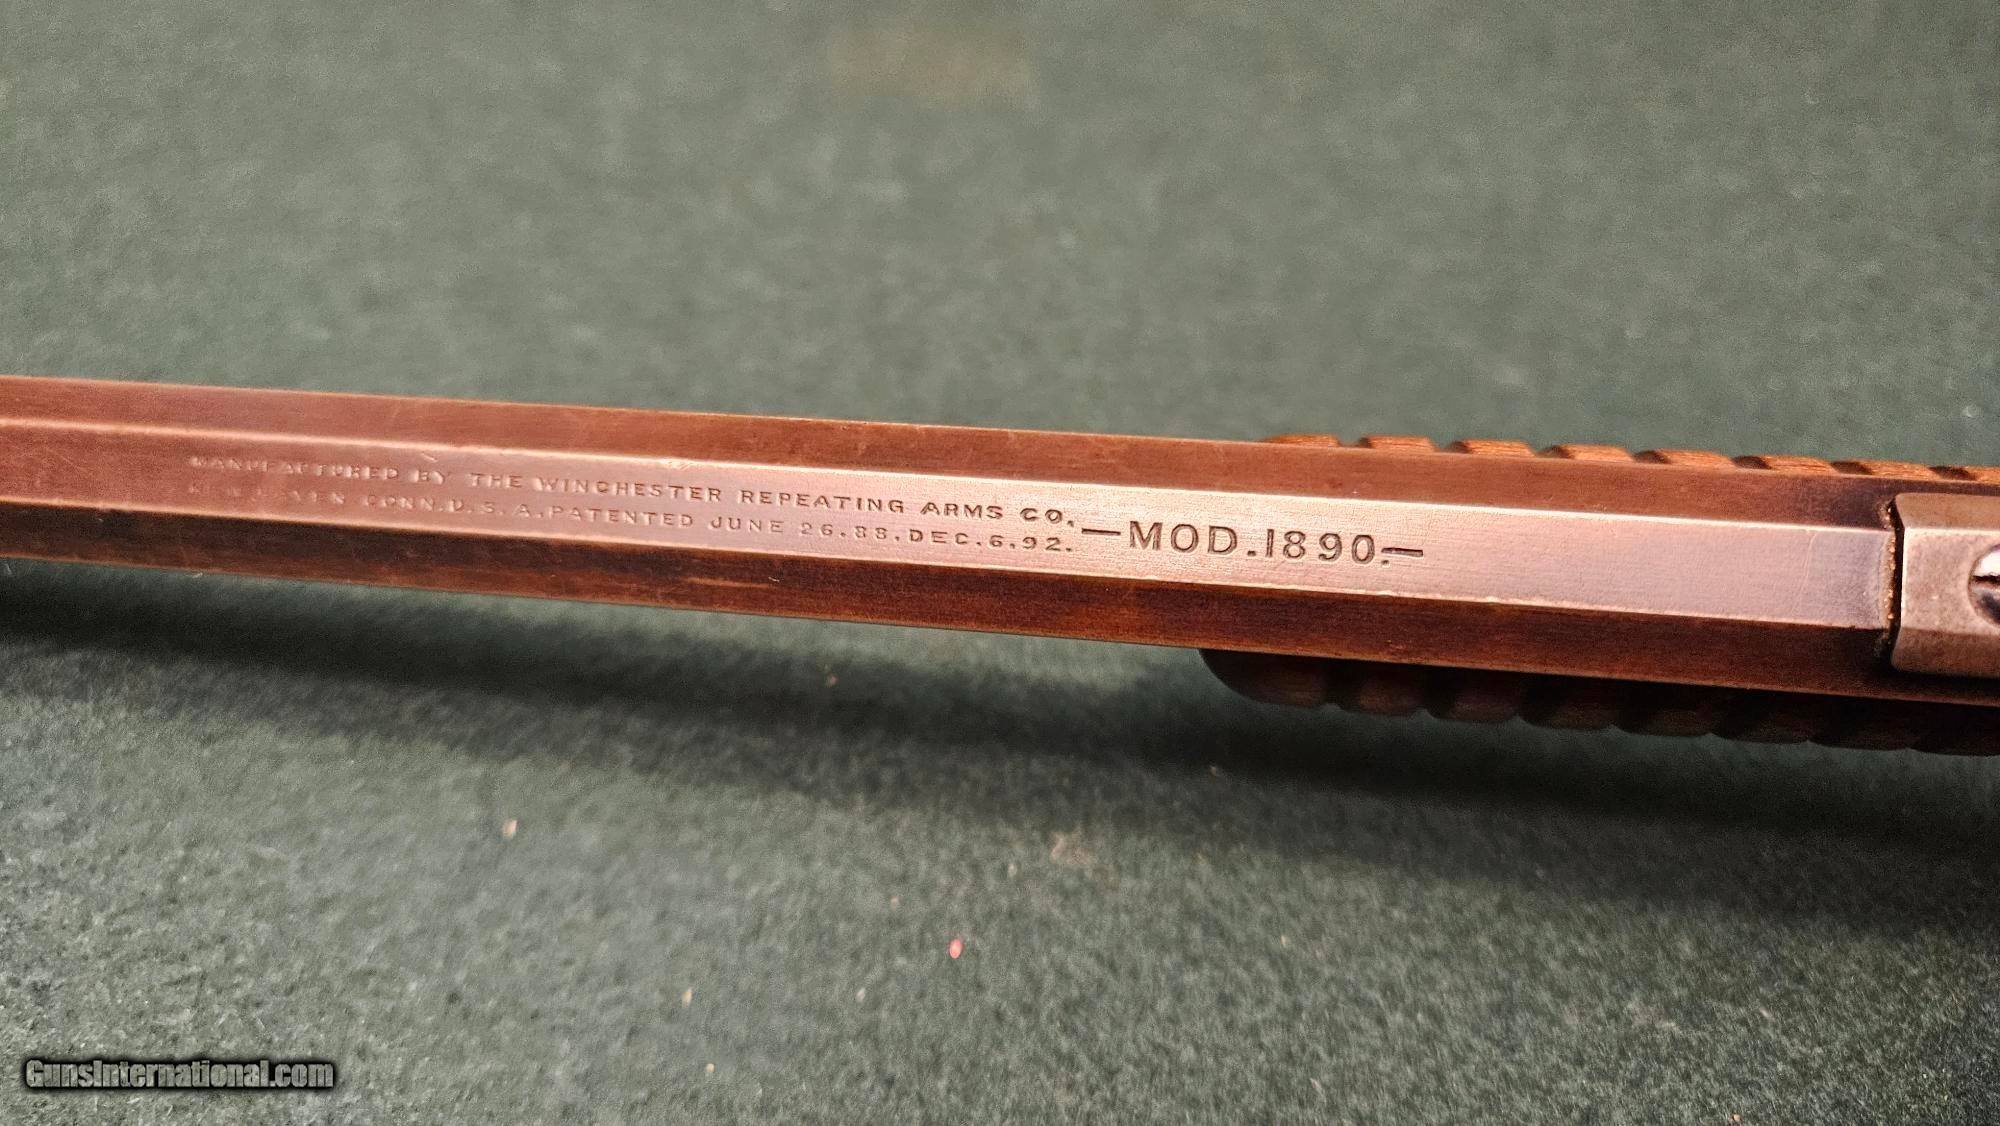 MANUFACTURED BY THE WINCHESTER REPEATING ARMS CO.
NEW HAVEN CONN.U.S.A.PATENTED JUNE 26.88.DEC.6.92.
—MOD.1890.—
GunsInternational.com